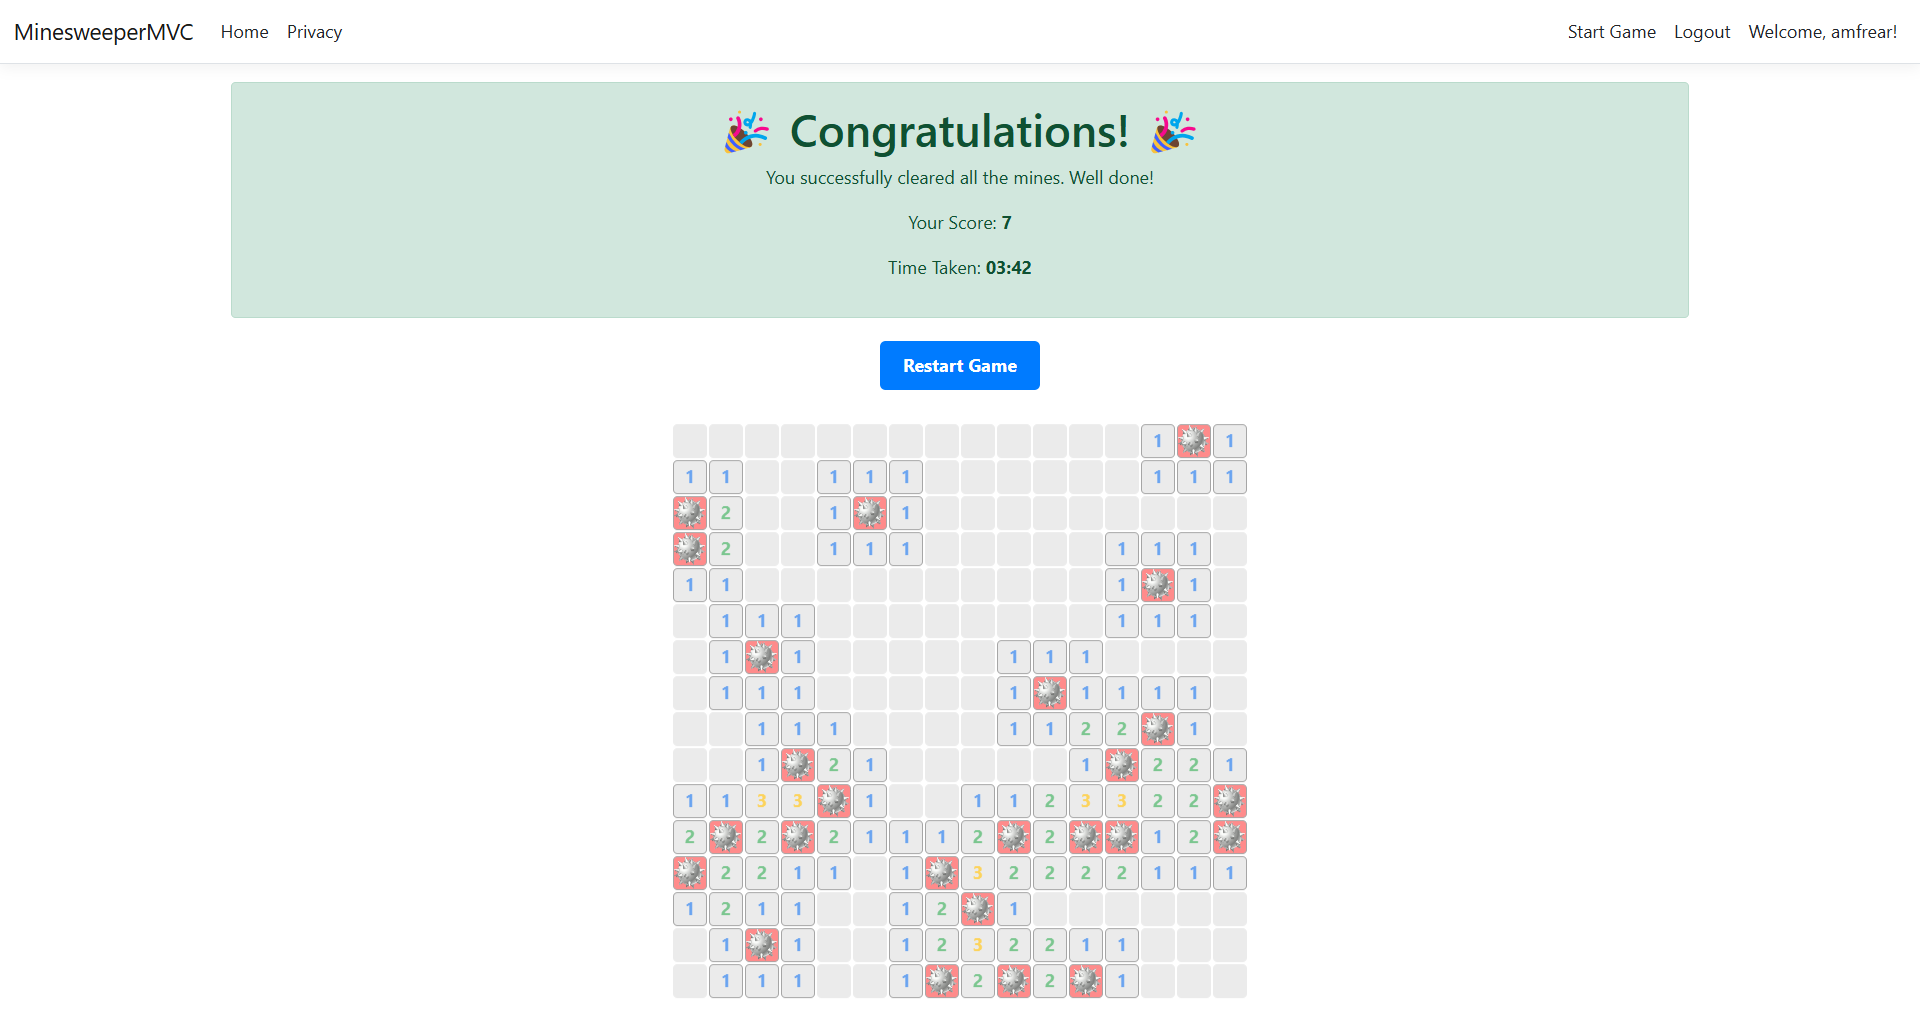 MinesweeperMVC Home Privacy Start Game Logout Welcome, amfrear!
🎉 Congratulations! 🎉
You successfully cleared all the mines. Well done!
Your Score: 7
Time Taken: 03:42
Restart Game
1 1
1 1 1 1 1 1 1 1
2 1 1
2 1 1 1 1 1 1
1 1 1 1
1 1 1 1 1 1
1 1 1 1 1
1 1 1 1 1 1 1 1
1 1 1 1 1 2 2 1
1 2 1 1 2 2 1
1 1 3 3 1 1 1 2 3 3 2 2
2 2 2 1 1 1 2 2 1 2
2 2 1 1 1 3 2 2 2 2 1 1 1
1 2 1 1 1 2 1
1 1 1 2 3 2 2 1 1
1 1 1 1 2 2 1